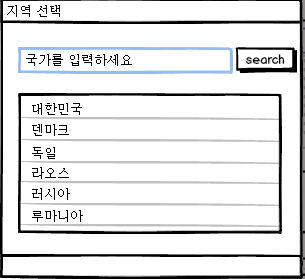 지역 선택
국가를 입력하세요
search
대한민국
덴마크
독일
라오스
러시아
루마니아